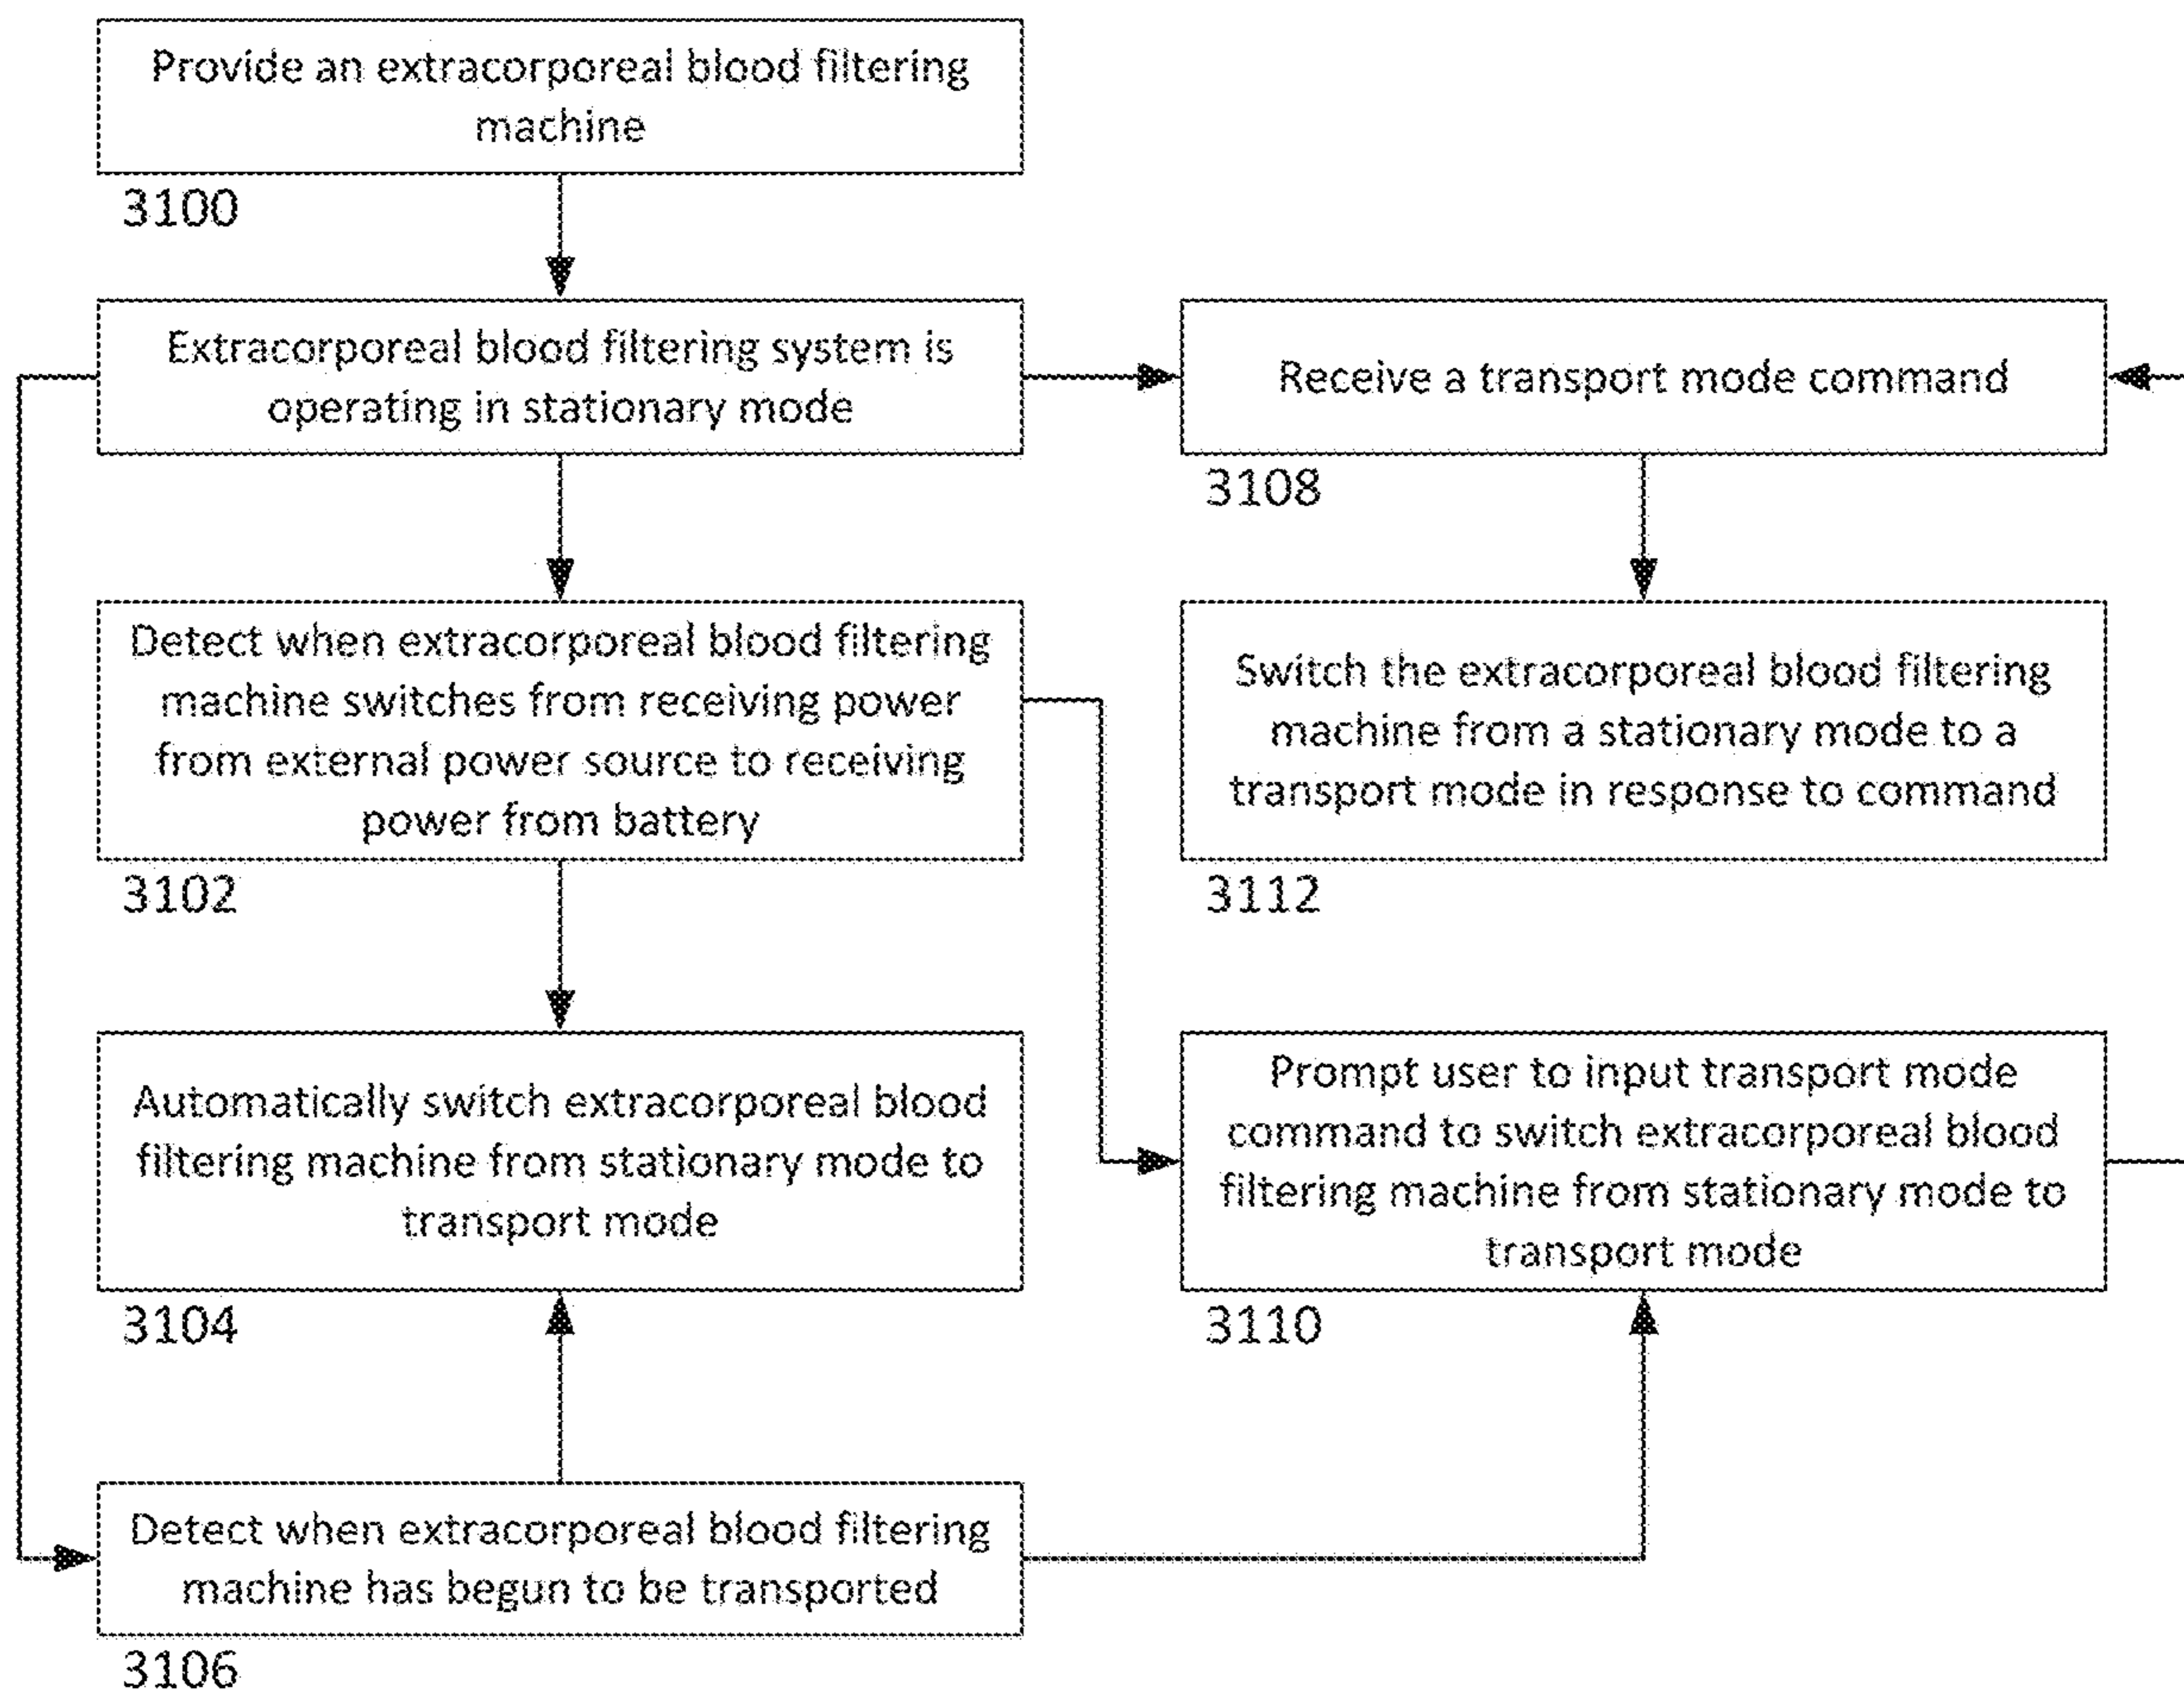 Provide an extracorporeal blood filtering
machine
3100
Extracorporeal blood filtering system is
operating in stationary mode
Receive a transport mode command
3108
Detect when extracorporeal blood filtering
machine switches from receiving power
from external power source to receiving
power from battery
3102
Switch the extracorporeal blood filtering
machine from a stationary mode to a
transport mode in response to command
3112
Automatically switch extracorporeal blood
filtering machine from stationary mode to
transport mode
3104
Prompt user to input transport mode
command to switch extracorporeal blood
filtering machine from stationary mode to
transport mode
3110
Detect when extracorporeal blood filtering
machine has begun to be transported
3106